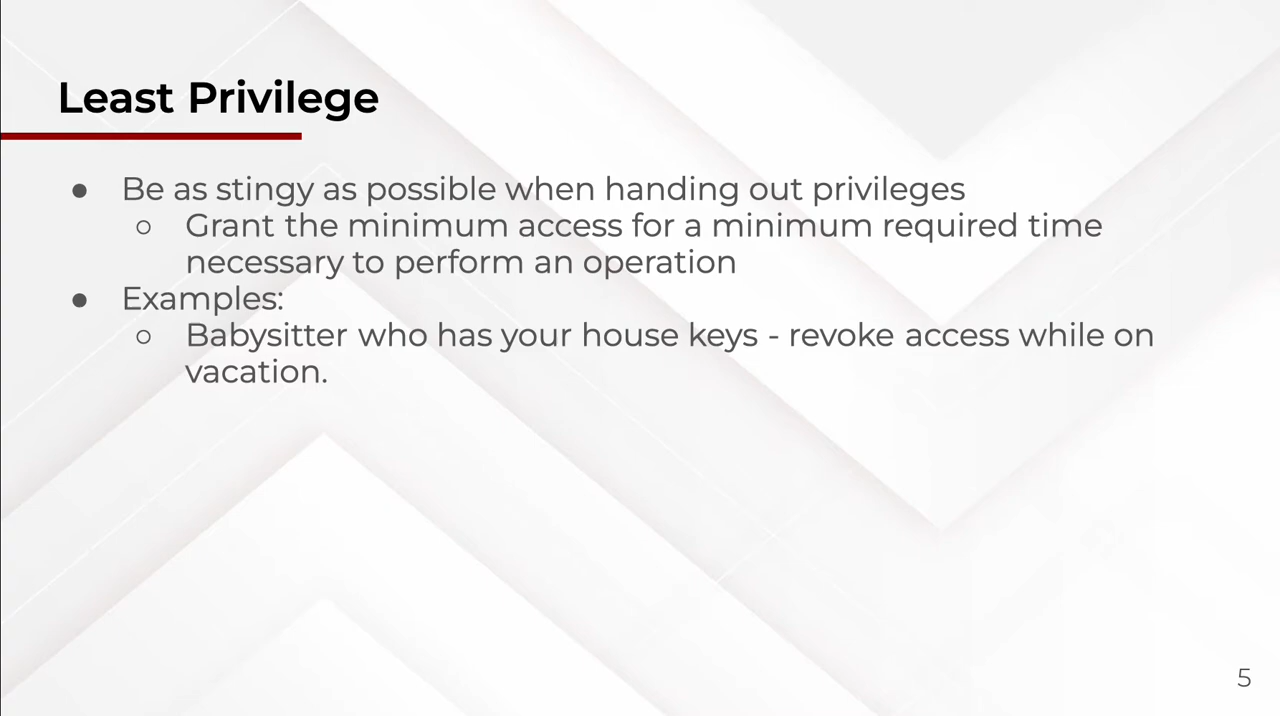 Least Privilege
● Be as stingy as possible when handing out privileges
○ Grant the minimum access for a minimum required time
necessary to perform an operation
● Examples:
○ Babysitter who has your house keys - revoke access while on
vacation.
5